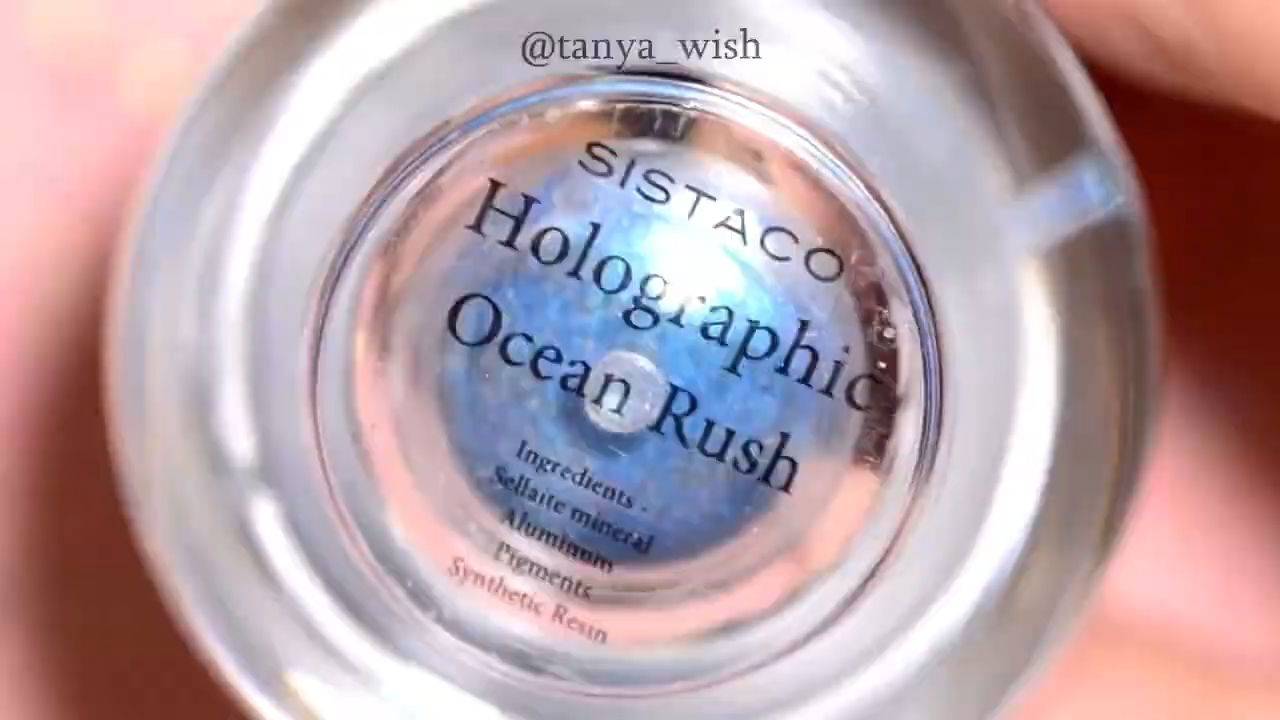 @tanya_wish
SISTACO
Holographic
Ocean Rush
Ingredients -
Sellaite mineral
Aluminum
Pigments
Synthetic Resin